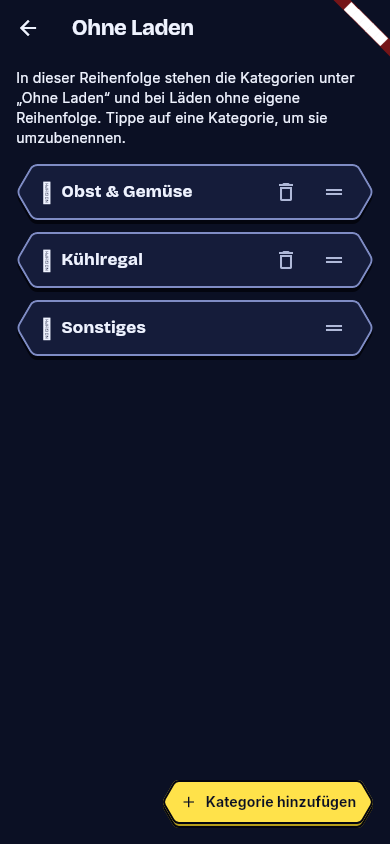 Ohne Laden
In dieser Reihenfolge stehen die Kategorien unter
„Ohne Laden“ und bei Läden ohne eigene
Reihenfolge. Tippe auf eine Kategorie, um sie
umzubennenen.
Obst & Gemüse
Kühlregal
Sonstiges
Kategorie hinzufügen